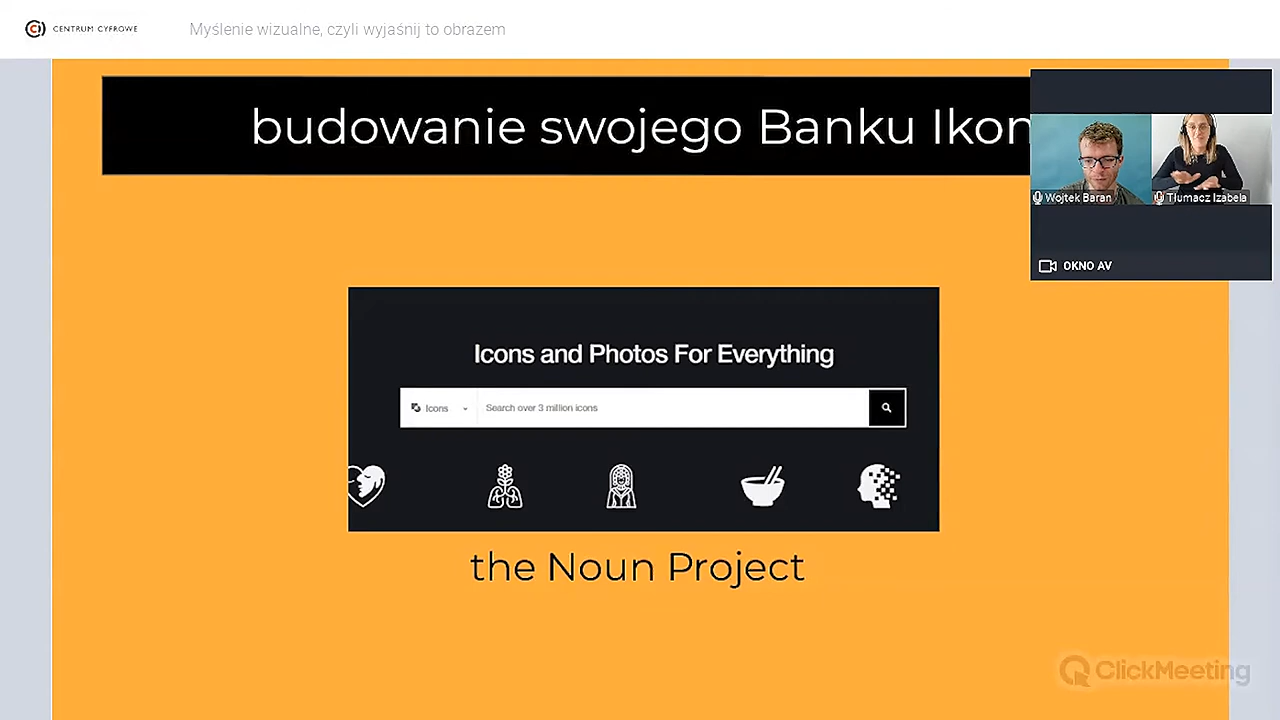 CENTRUM CYFROWE
Myślenie wizualne, czyli wyjaśnij to obrazem
budowanie swojego Banku Ikon
Wojtek Baran
Tlumacz Izabela
OKNO AV
Icons and Photos For Everything
Icons
Search over 3 million icons
the Noun Project
ClickMeeting